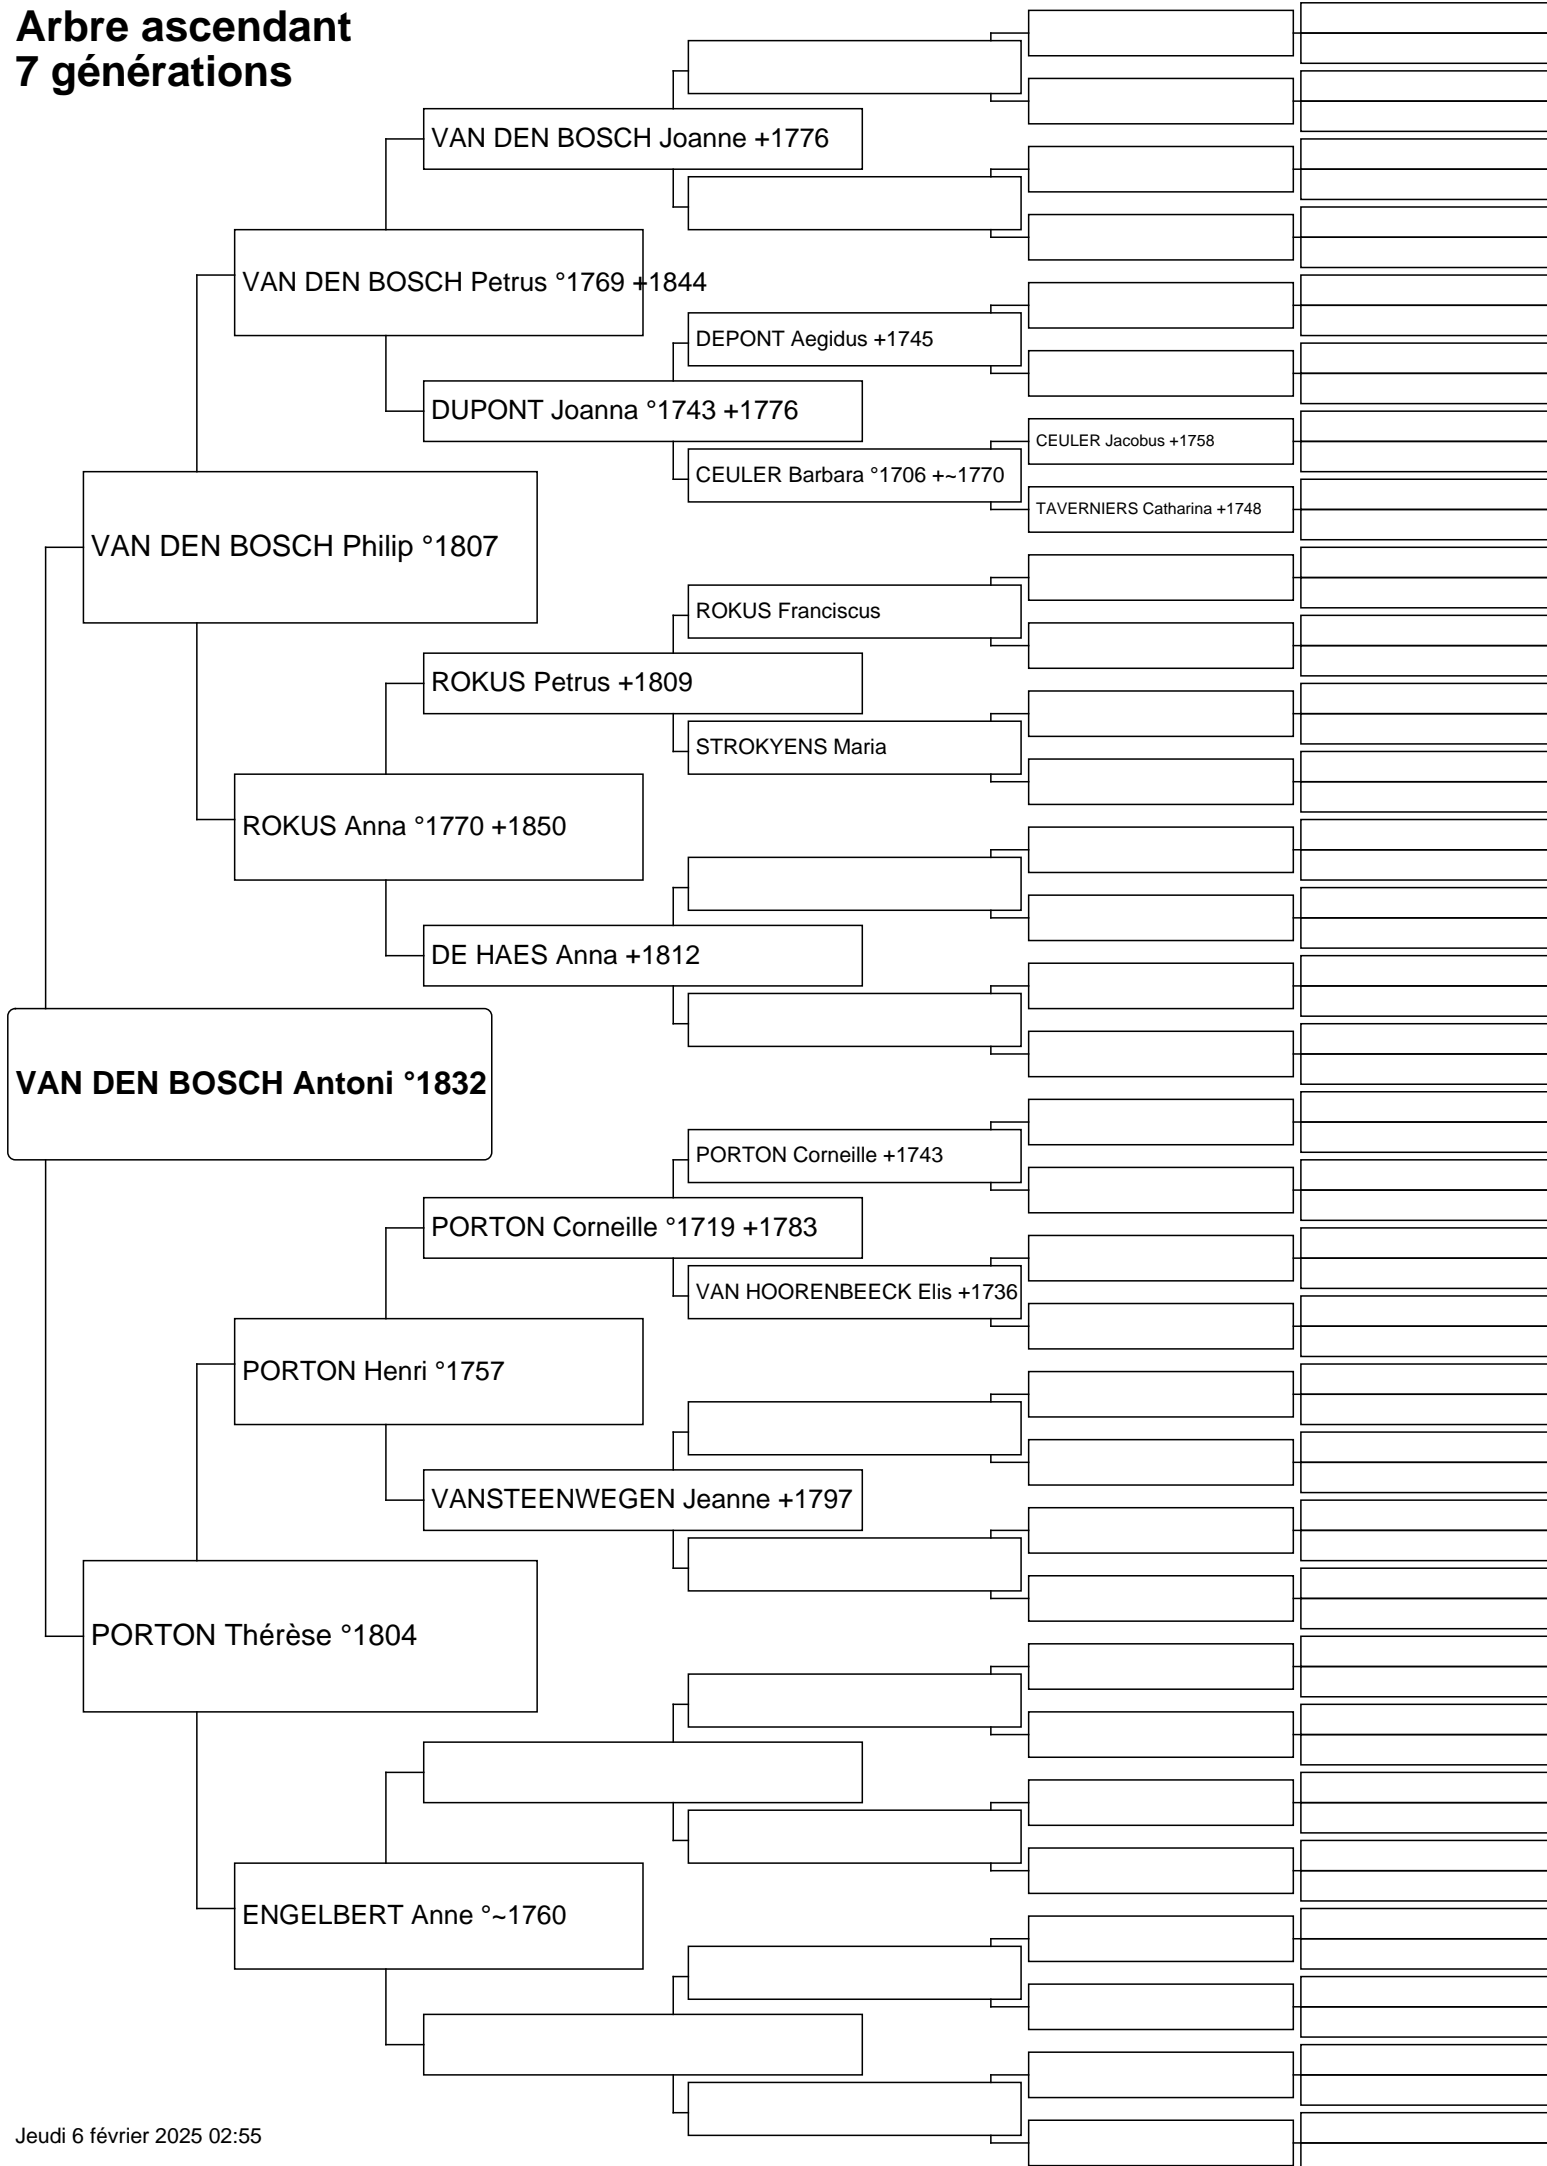 Arbre ascendant
7 générations
VAN DEN BOSCH Joanne +1776
VAN DEN BOSCH Petrus °1769 +1844
DEPONT Aegidus +1745
DUPONT Joanna °1743 +1776
CEULER Jacobus +1758
CEULER Barbara °1706 +~1770
TAVERNIERS Catharina +1748
VAN DEN BOSCH Philip °1807
ROKUS Franciscus
ROKUS Petrus +1809
STROKYENS Maria
ROKUS Anna °1770 +1850
DE HAES Anna +1812
VAN DEN BOSCH Antoni °1832
PORTON Corneille +1743
PORTON Corneille °1719 +1783
VAN HOORENBEECK Elis +1736
PORTON Henri °1757
VANSTEENWEGEN Jeanne +1797
PORTON Thérèse °1804
ENGELBERT Anne °~1760
Jeudi 6 février 2025 02:55